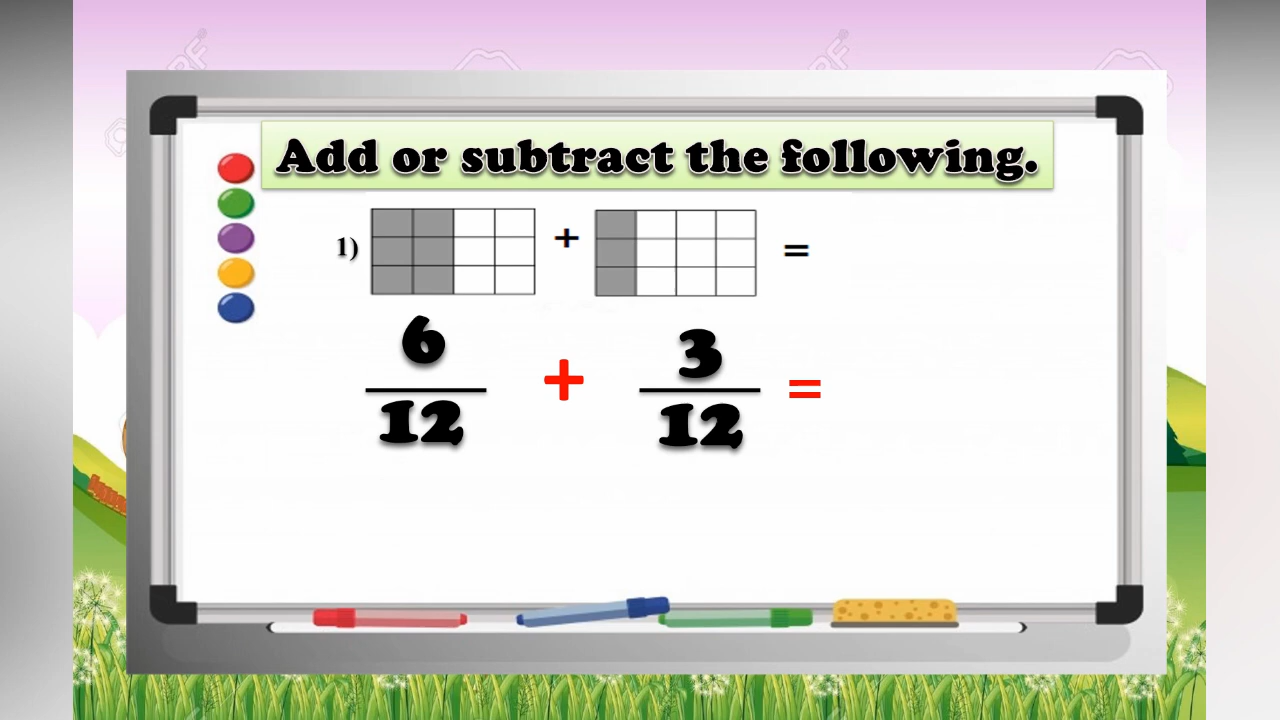 Add or subtract the following.
1) + =
6/12 + 3/12 =